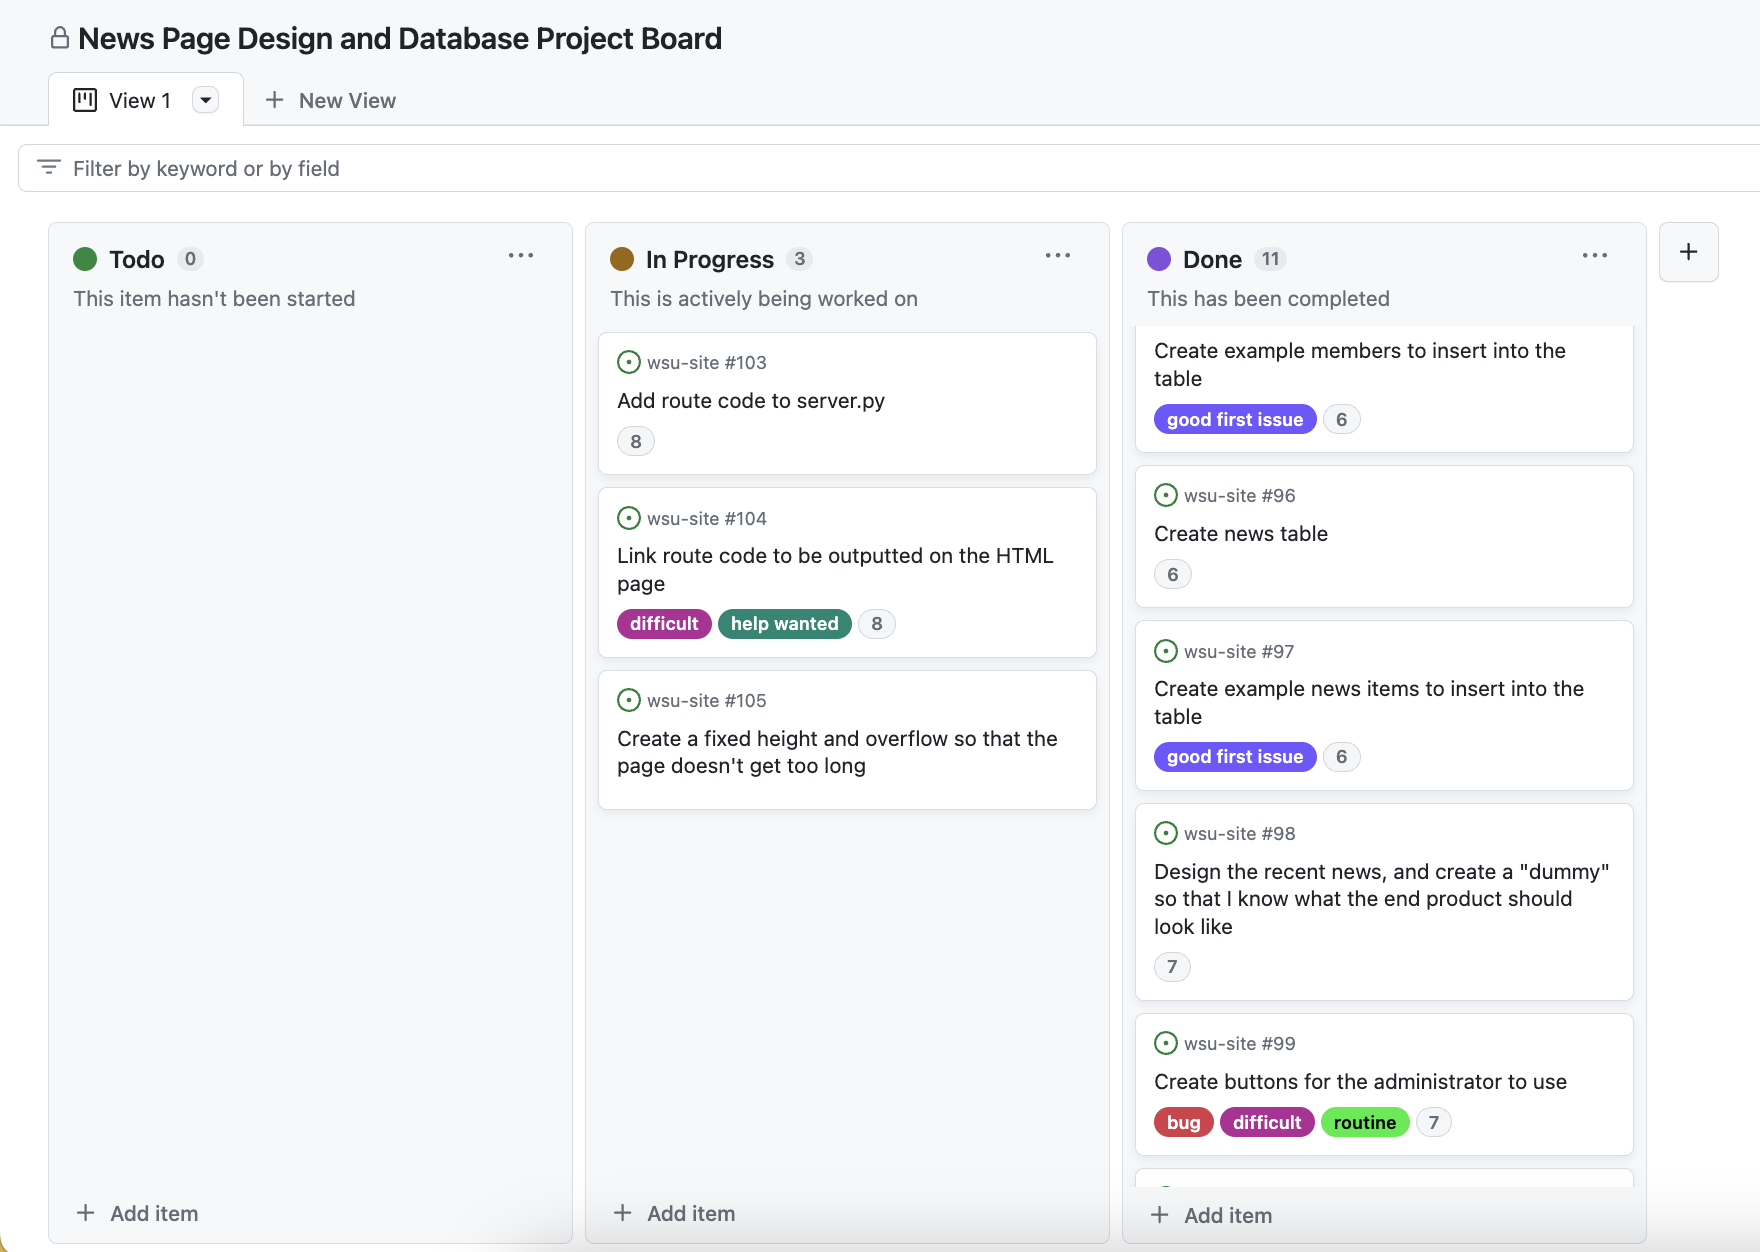 News Page Design and Database Project Board
View 1
New View
Filter by keyword or by field
Todo 0
This item hasn't been started
Add item
In Progress 3
This is actively being worked on
wsu-site #103
Add route code to server.py
8
wsu-site #104
Link route code to be outputted on the HTML
page
difficult help wanted 8
wsu-site #105
Create a fixed height and overflow so that the
page doesn't get too long
Add item
Done 11
This has been completed
Create example members to insert into the
table
good first issue 6
wsu-site #96
Create news table
6
wsu-site #97
Create example news items to insert into the
table
good first issue 6
wsu-site #98
Design the recent news, and create a "dummy"
so that I know what the end product should
look like
7
wsu-site #99
Create buttons for the administrator to use
bug difficult routine 7
Add item